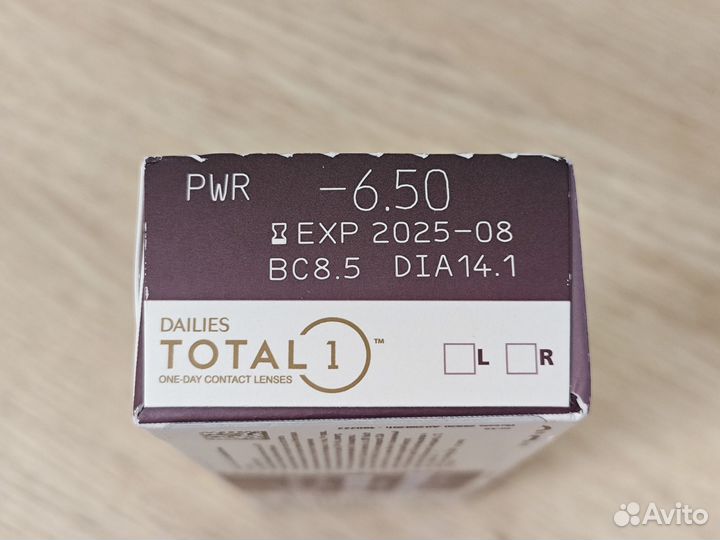 PWR -6.50
EXP 2025-08
BC8.5 DIA14.1
DAILIES
TOTAL 1™
ONE-DAY CONTACT LENSES
L R
Avito